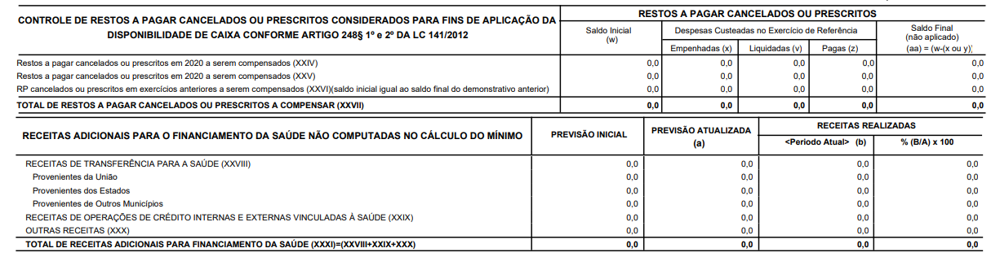 CONTROLE DE RESTOS A PAGAR CANCELADOS OU PRESCRITOS CONSIDERADOS PARA FINS DE APLICAÇÃO DA DISPONIBILIDADE DE CAIXA CONFORME ARTIGO 248§ 1º e 2º DA LC 141/2012
RESTOS A PAGAR CANCELADOS OU PRESCRITOS
Saldo Inicial (w)
Despesas Custeadas no Exercício de Referência
Saldo Final (não aplicado) (aa) = (w-(x ou y))
Empenhadas (x) Liquidadas (v) Pagas (z)
Restos a pagar cancelados ou prescritos em 2020 a serem compensados (XXIV) 0,0 0,0 0,0 0,0 0,0
Restos a pagar cancelados ou prescritos em 2020 a serem compensados (XXV) 0,0 0,0 0,0 0,0 0,0
RP cancelados ou prescritos em exercícios anteriores a serem compensados (XXVI)(saldo inicial igual ao saldo final do demonstrativo anterior) 0,0 0,0 0,0 0,0 0,0
TOTAL DE RESTOS A PAGAR CANCELADOS OU PRESCRITOS A COMPENSAR (XXVII) 0,0 0,0 0,0 0,0 0,0
RECEITAS ADICIONAIS PARA O FINANCIAMENTO DA SAÚDE NÃO COMPUTADAS NO CÁLCULO DO MÍNIMO
PREVISÃO INICIAL
PREVISÃO ATUALIZADA (a)
RECEITAS REALIZADAS
<Periodo Atual> (b) % (B/A) x 100
RECEITAS DE TRANSFERÊNCIA PARA A SAÚDE (XXVIII) 0,0 0,0 0,0 0,0
Provenientes da União 0,0 0,0 0,0 0,0
Provenientes dos Estados 0,0 0,0 0,0 0,0
Provenientes de Outros Municípios 0,0 0,0 0,0 0,0
RECEITAS DE OPERAÇÕES DE CRÉDITO INTERNAS E EXTERNAS VINCULADAS À SAÚDE (XXIX) 0,0 0,0 0,0 0,0
OUTRAS RECEITAS (XXX) 0,0 0,0 0,0 0,0
TOTAL DE RECEITAS ADICIONAIS PARA FINANCIAMENTO DA SAÚDE (XXXI)=(XXVIII+XXIX+XXX) 0,0 0,0 0,0 0,0